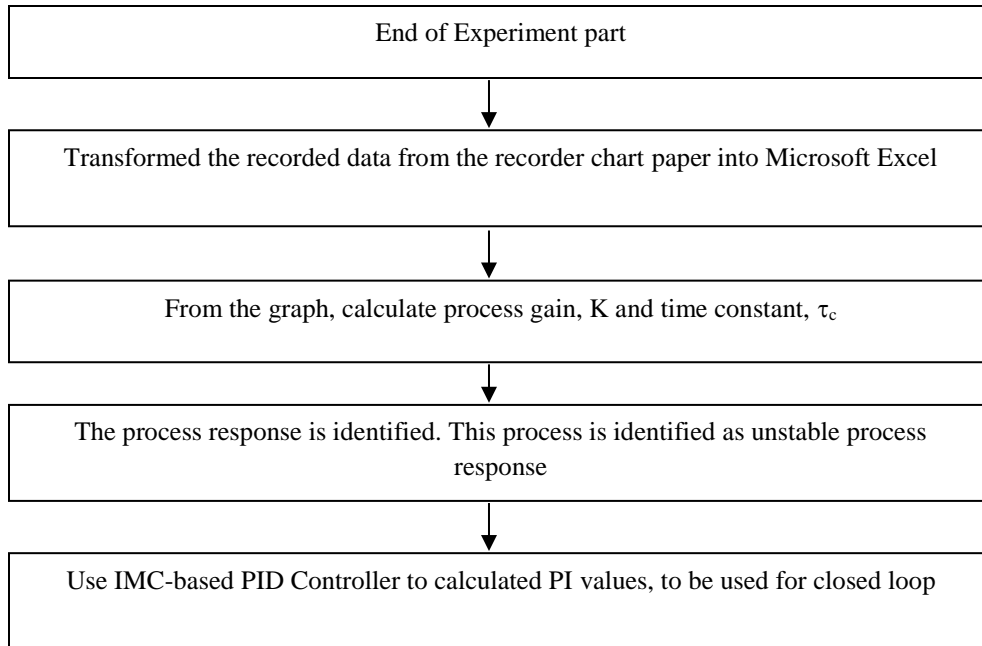 End of Experiment part
Transformed the recorded data from the recorder chart paper into Microsoft Excel
From the graph, calculate process gain, K and time constant, τc
The process response is identified. This process is identified as unstable process
response
Use IMC-based PID Controller to calculated PI values, to be used for closed loop